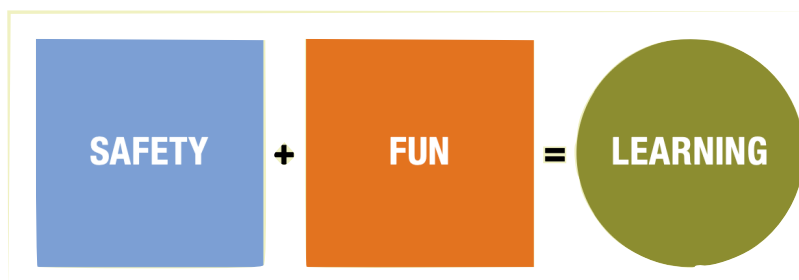 SAFETY + FUN = LEARNING